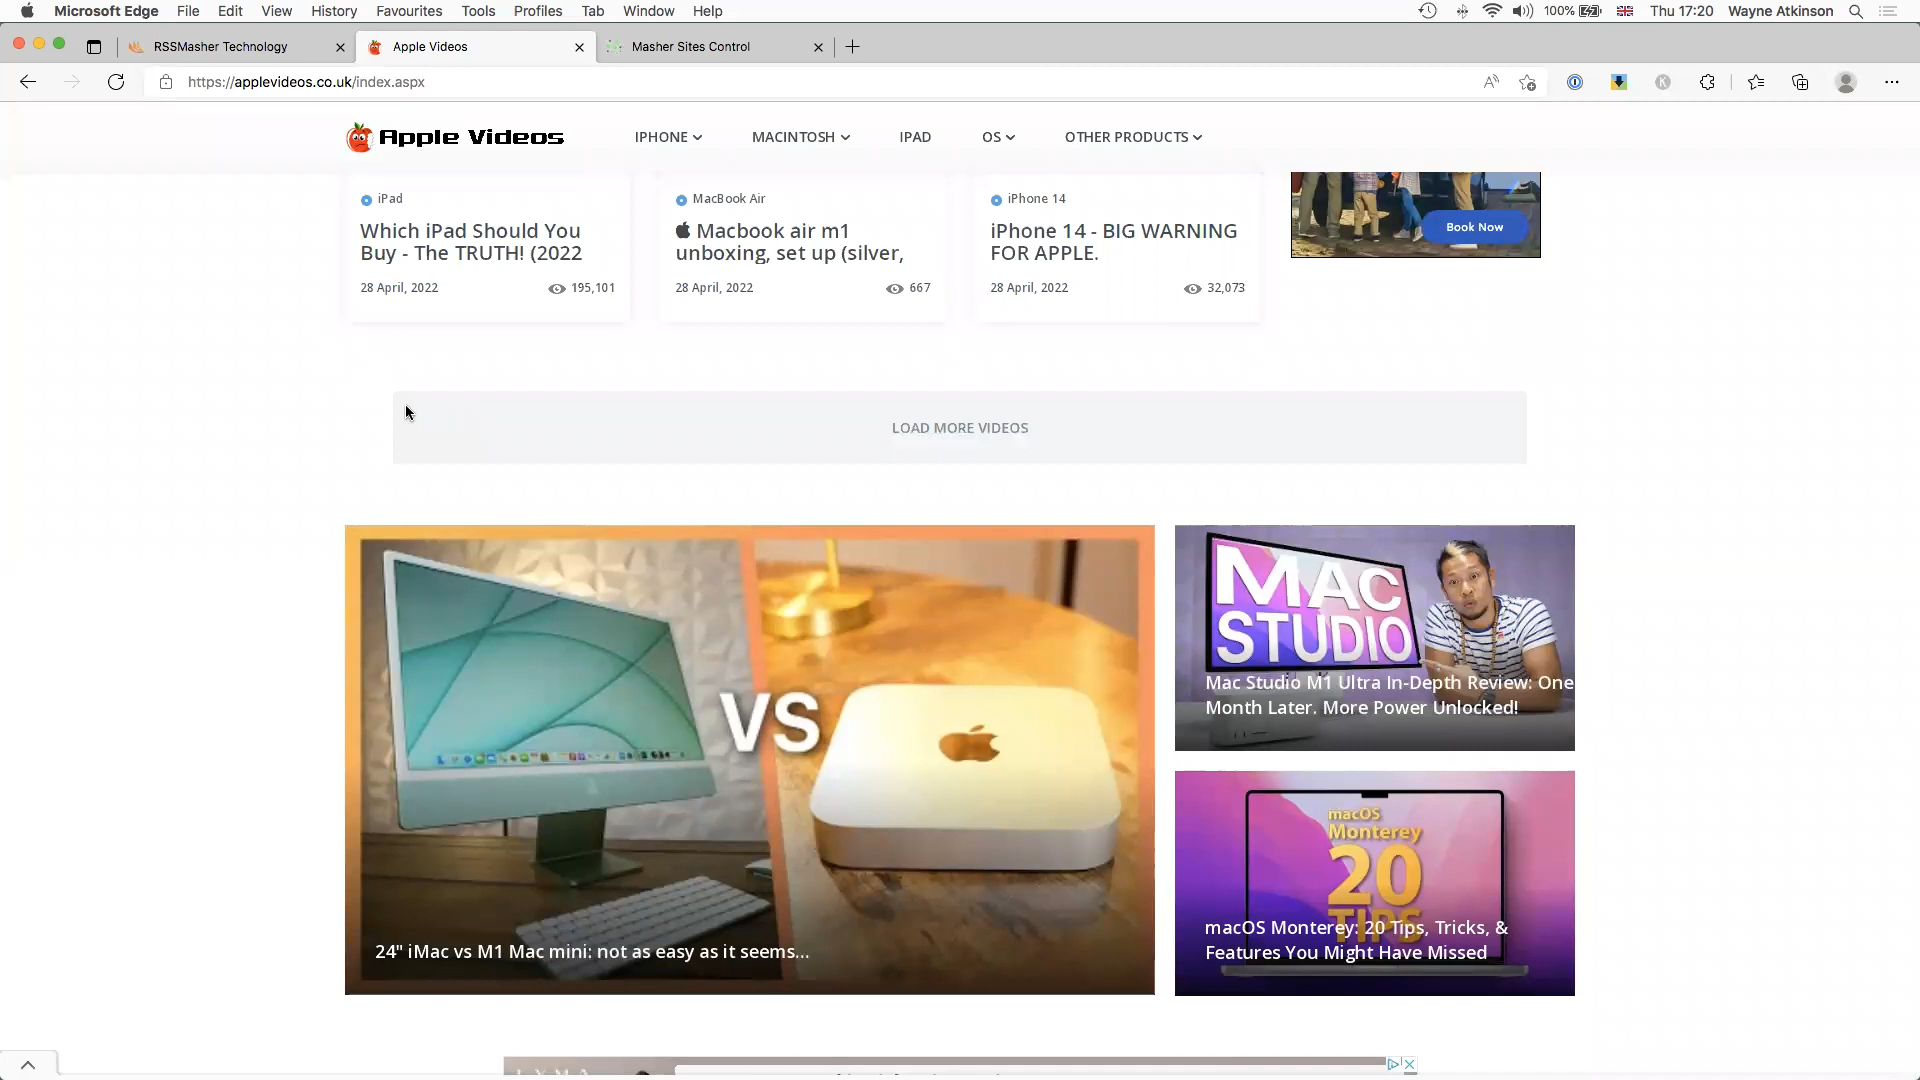 Microsoft Edge File Edit View History Favourites Tools Profiles Tab Window Help 100% Thu 17:20 Wayne Atkinson
RSSMasher Technology Apple Videos Masher Sites Control
https://applevideos.co.uk/index.aspx
Apple Videos IPHONE MACINTOSH IPAD OS OTHER PRODUCTS
iPad
Which iPad Should You
Buy - The TRUTH! (2022
28 April, 2022 195,101
MacBook Air
Macbook air m1
unboxing, set up (silver,
28 April, 2022 667
iPhone 14
iPhone 14 - BIG WARNING
FOR APPLE.
28 April, 2022 32,073
Book Now
LOAD MORE VIDEOS
VS
24" iMac vs M1 Mac mini: not as easy as it seems...
MAC
STUDIO
Mac Studio M1 Ultra In-Depth Review: One
Month Later. More Power Unlocked!
macOS
Monterey
20
TIPS
macOS Monterey: 20 Tips, Tricks, &
Features You Might Have Missed